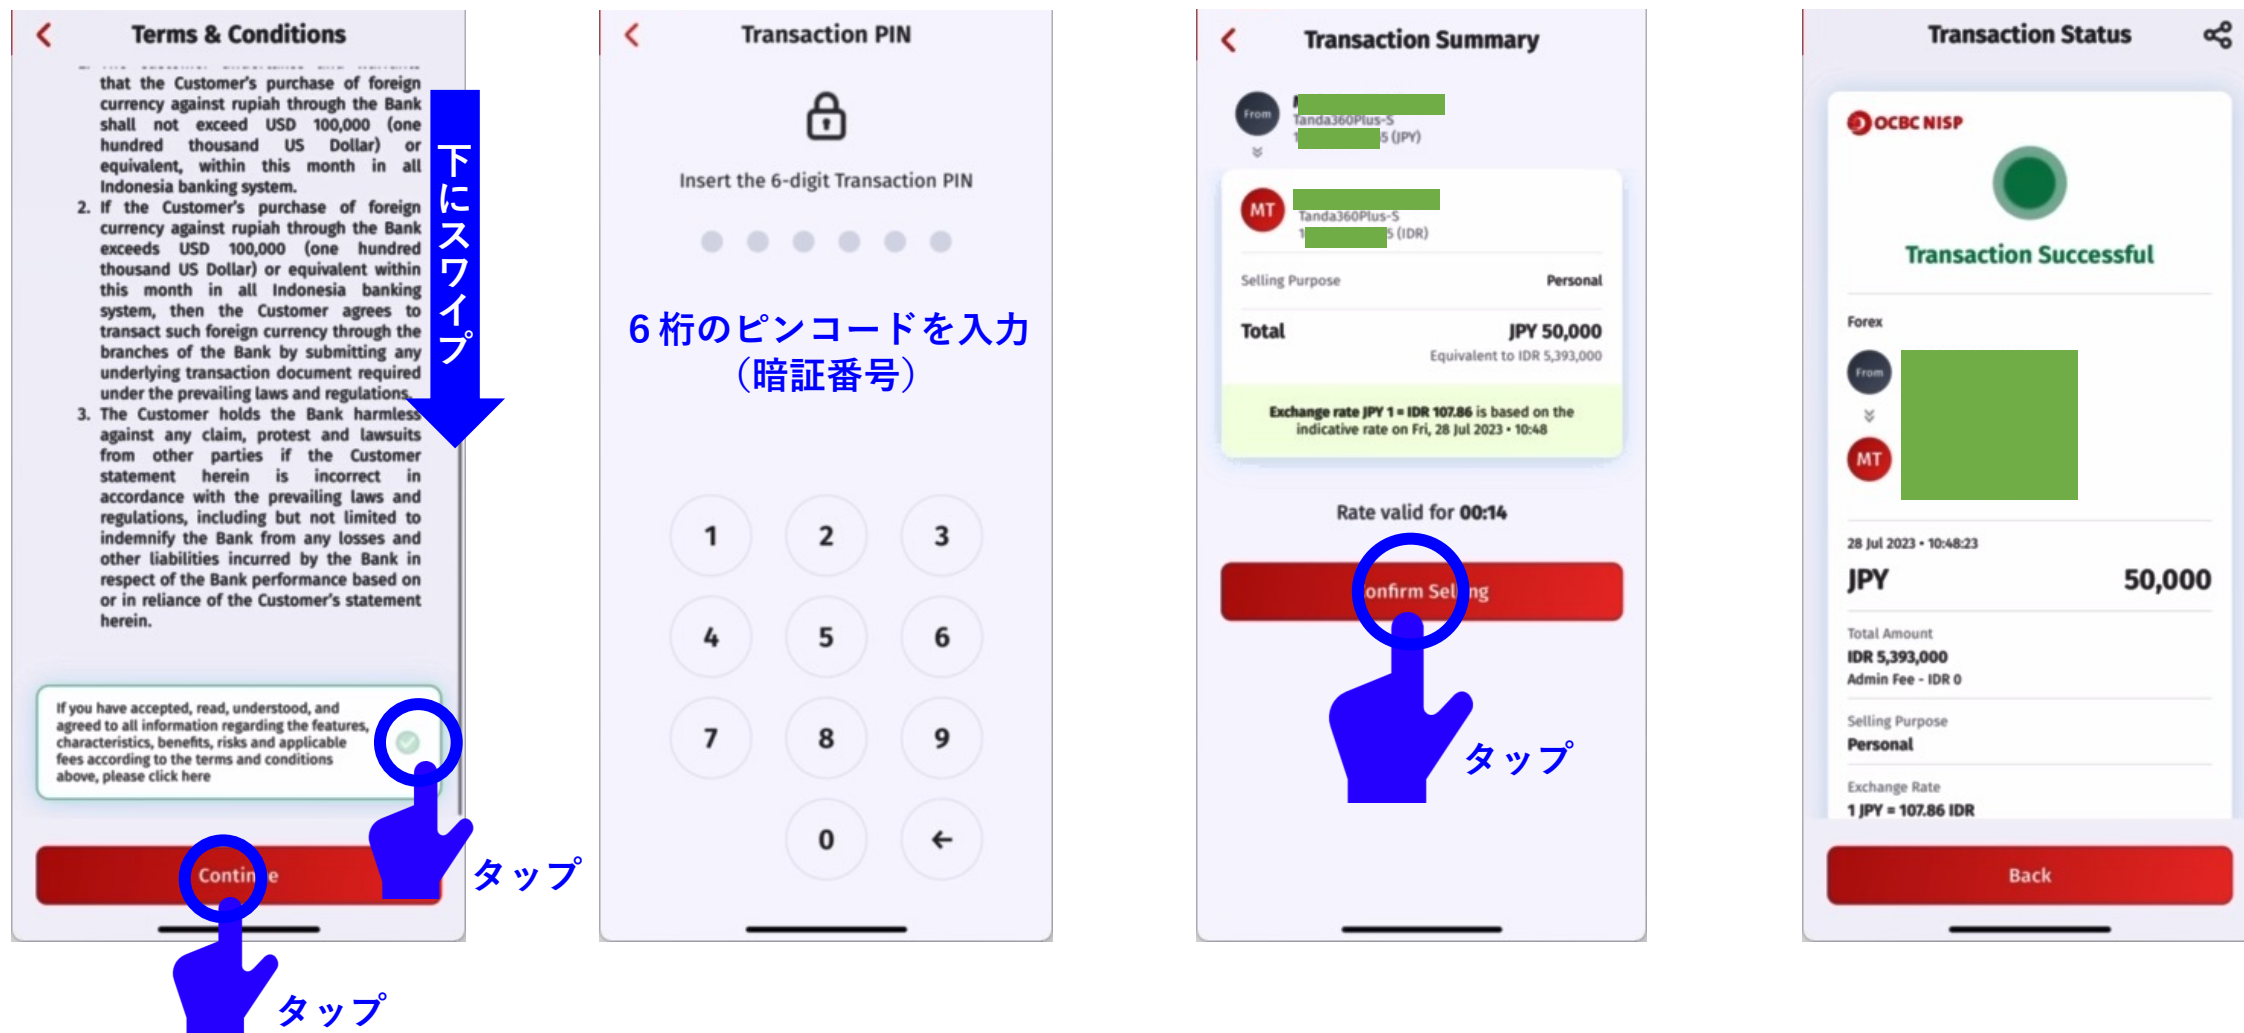 Terms & Conditions
that the Customer's purchase of foreign
currency against rupiah through the Bank
shall not exceed USD 100,000 (one
hundred thousand US Dollar) or
equivalent, within this month in all
Indonesia banking system.
2. If the Customer's purchase of foreign
currency against rupiah through the Bank
exceeds USD 100,000 (one hundred
thousand US Dollar) or equivalent within
this month in all Indonesia banking
system, then the Customer agrees to
transact such foreign currency through the
branches of the Bank by submitting any
underlying transaction document required
under the prevailing laws and regulations.
3. The Customer holds the Bank harmless
against any claim, protest and lawsuits
from other parties if the Customer
statement herein is incorrect in
accordance with the prevailing laws and
regulations, including but not limited to
indemnify the Bank from any losses and
other liabilities incurred by the Bank in
respect of the Bank performance based on
or in reliance of the Customer's statement
herein.
下にスワイプ
If you have accepted, read, understood, and
agreed to all information regarding the features,
characteristics, benefits, risks and applicable
fees according to the terms and conditions
above, please click here
タップ
Continue
タップ
Transaction PIN
Insert the 6-digit Transaction PIN
6桁のピンコードを入力
(暗証番号)
1 2 3
4 5 6
7 8 9
0 ←
Transaction Summary
From
Tanda360Plus-S
1 5 (JPY)
MT
Tanda360Plus-S
1 5 (IDR)
Selling Purpose Personal
Total JPY 50,000
Equivalent to IDR 5,393,000
Exchange rate JPY 1 = IDR 107.86 is based on the
indicative rate on Fri, 28 Jul 2023 • 10:48
Rate valid for 00:14
Confirm Selling
タップ
Transaction Status
OCBC NISP
Transaction Successful
Forex
From
MT
28 Jul 2023 • 10:48:23
JPY 50,000
Total Amount
IDR 5,393,000
Admin Fee - IDR 0
Selling Purpose
Personal
Exchange Rate
1 JPY = 107.86 IDR
Back